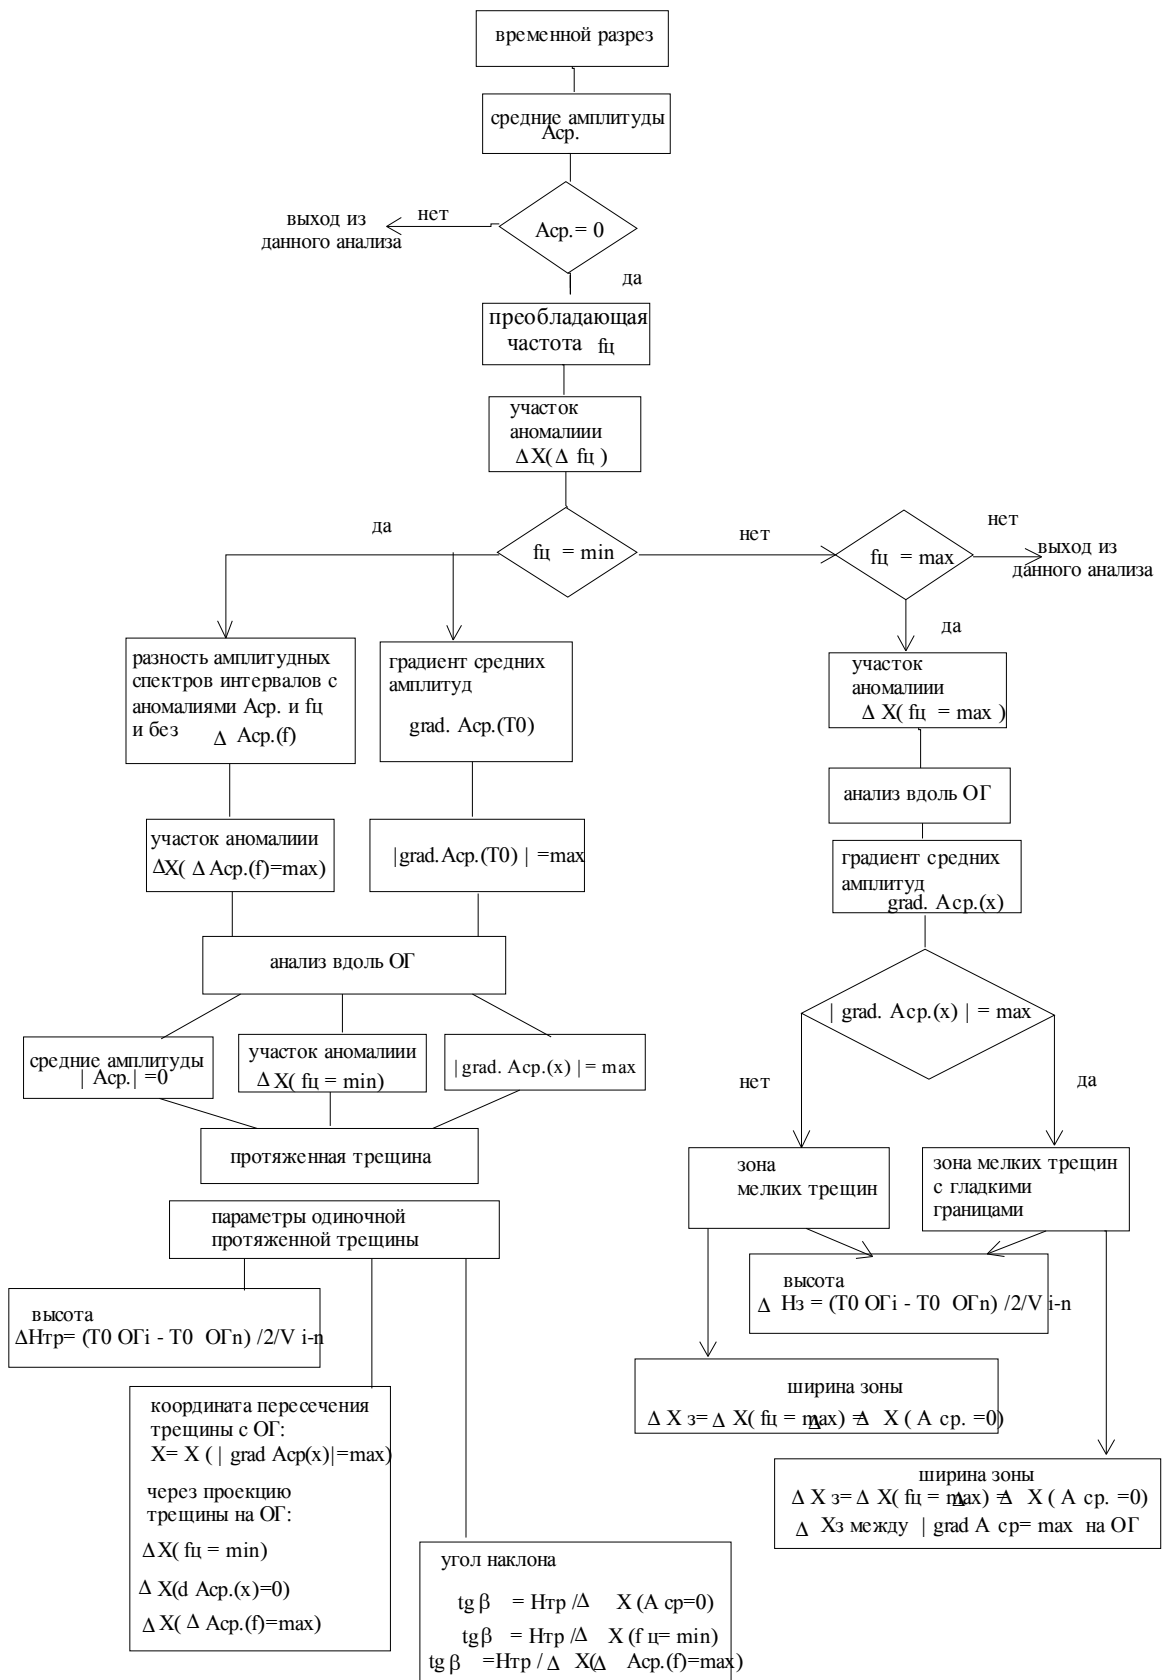 временной разрез
средние амплитуды
Аср.
нет
выход из
данного анализа
Аср.= 0
да
преобладающая
частота fц
участок
аномалиии
Δ X( Δ fц )
да
fц = min
нет
fц = max
нет
выход из
данного анализа
да
разность амплитудных
спектров интервалов с
аномалиями Аср. и fц
и без Δ Аср.(f)
градиент средних
амплитуд
grad. Аср.(Т0)
участок
аномалиии
Δ X( fц = max )
анализ вдоль ОГ
участок аномалиии
ΔX( Δ Аср.(f)=max)
|grad.Аср.(Т0) | =max
градиент средних
амплитуд
grad. Аср.(x)
анализ вдоль ОГ
| grad. Аср.(x) | = max
средние амплитуды
| Аср.| =0
участок аномалиии
Δ X( fц = min)
| grad. Аср.(x) | = max
нет
да
протяженная трещина
зона
мелких трещин
зона мелких трещин
с гладкими
границами
параметры одиночной
протяженной трещины
высота
ΔНтр= (Т0 ОГi - Т0 ОГn) /2/V i-n
высота
Δ Нз = (Т0 ОГi - Т0 ОГn) /2/V i-n
ширина зоны
Δ X з= Δ X( fц = max) = Δ Δ X ( А ср. =0)
координата пересечения
трещины с ОГ:
X= X ( | grad Аср(x)|=max)
через проекцию
трещины на ОГ:
ΔX( fц = min)
Δ X(d Аср.(x)=0)
Δ X( Δ Аср.(f)=max)
ширина зоны
Δ X з= Δ X( fц = max) = Δ Δ X ( А ср. =0)
Δ Xз между | grad А ср= max на ОГ
угол наклона
tg β = Нтр /Δ X (А ср=0)
tg β = Нтр /Δ X (f ц= min)
tg β =Нтр / Δ X(Δ Аср.(f)=max)